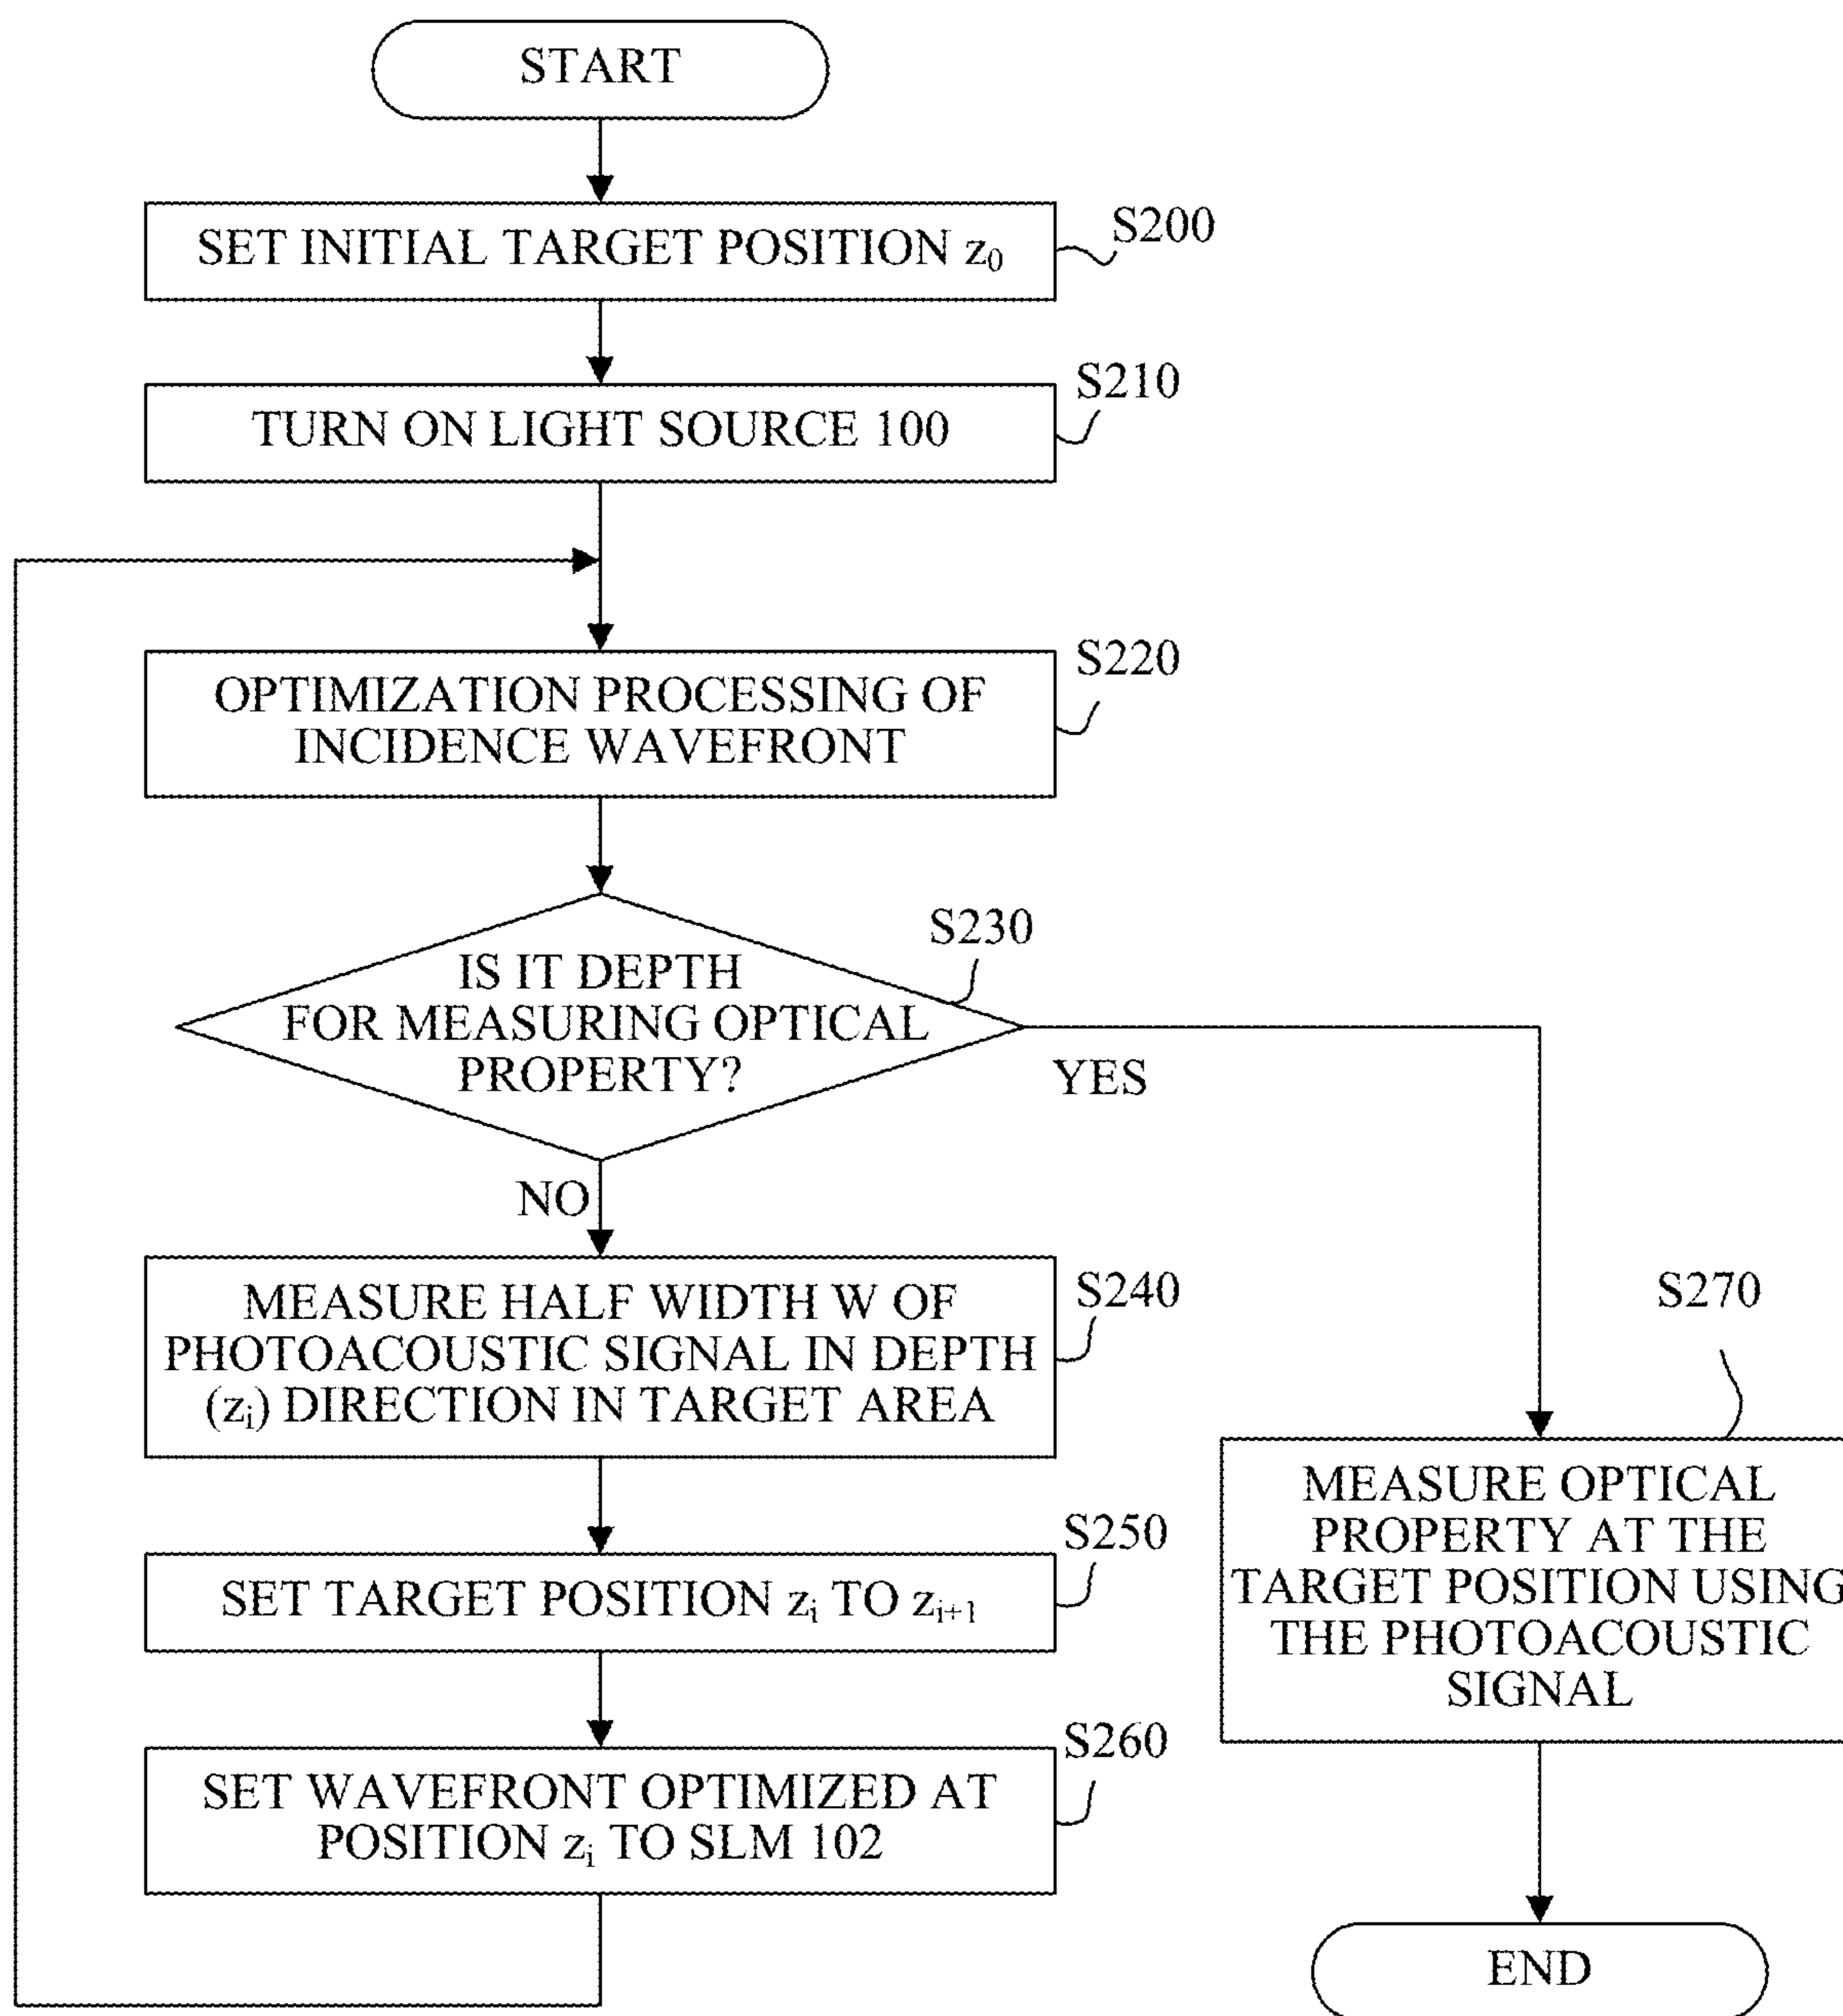 START
SET INITIAL TARGET POSITION z₀
S200
TURN ON LIGHT SOURCE 100
S210
OPTIMIZATION PROCESSING OF
INCIDENCE WAVEFRONT
S220
IS IT DEPTH
FOR MEASURING OPTICAL
PROPERTY?
S230
YES
NO
MEASURE HALF WIDTH W OF
PHOTOACOUSTIC SIGNAL IN DEPTH
(zᵢ) DIRECTION IN TARGET AREA
S240
SET TARGET POSITION zᵢ TO zᵢ₊₁
S250
SET WAVEFRONT OPTIMIZED AT
POSITION zᵢ TO SLM 102
S260
S270
MEASURE OPTICAL
PROPERTY AT THE
TARGET POSITION USING
THE PHOTOACOUSTIC
SIGNAL
END